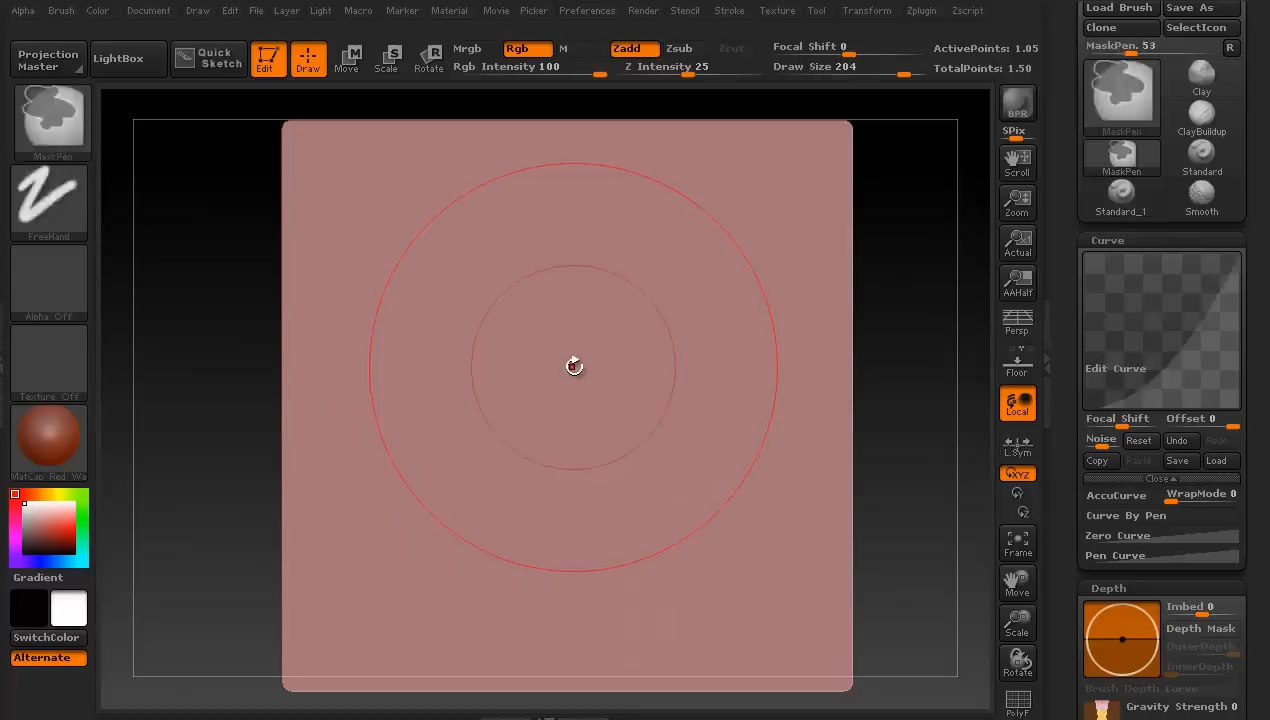 Alpha Brush Color Document Draw Edit File Layer Light Macro Marker Material Movie Picker Preferences Render Stencil Stroke Texture Tool Transform Zplugin Zscript
Projection Master
LightBox
Quick Sketch
Edit
Draw
Move
Scale
Rotate
Mrgb
Rgb
M
Rgb Intensity 100
Zadd
Zsub
Zcut
Z Intensity 25
Focal Shift 0
Draw Size 204
ActivePoints: 1.05
TotalPoints: 1.50
MaskPen
FreeHand
Alpha Off
Texture Off
MatCap Red Wa
Gradient
SwitchColor
Alternate
BPR
SPix
Scroll
Zoom
Actual
AAHalf
Persp
Floor
Local
L.Sym
XYZ
Y
Z
Frame
Move
Scale
Rotate
PolyF
Load Brush
Save As
Clone
SelectIcon
MaskPen. 53
R
MaskPen
Clay
ClayBuildup
MaskPen
Standard
Standard_1
Smooth
Curve
Edit Curve
Focal Shift
Offset 0
Noise
Reset
Undo
Redo
Copy
Paste
Save
Load
Close
AccuCurve
WrapMode 0
Curve By Pen
Zero Curve
Pen Curve
Depth
Imbed 0
Depth Mask
OuterDepth
InnerDepth
Brush Depth Curve
Gravity Strength 0